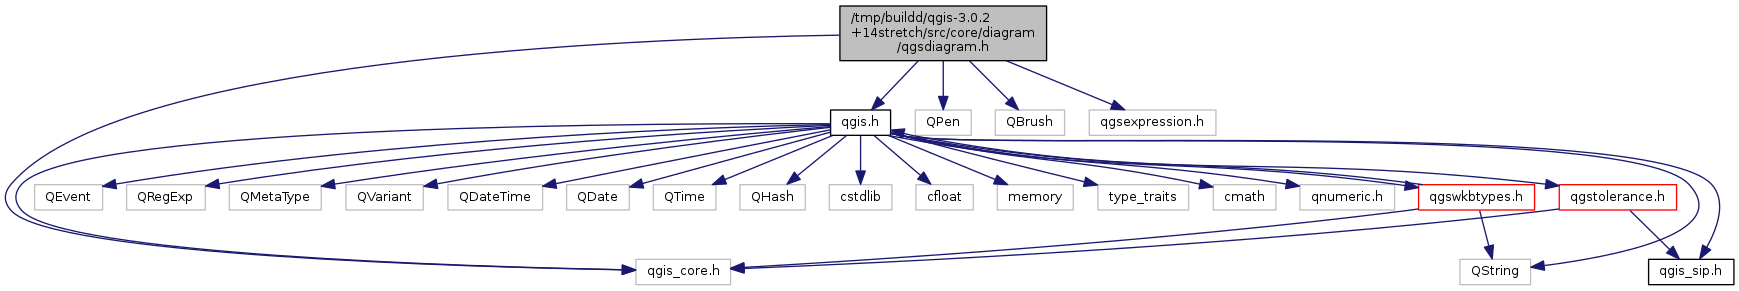 /tmp/buildd/qgis-3.0.2
+14stretch/src/core/diagram
/qgsdiagram.h
qgis.h
QPen
QBrush
qgsexpression.h
QEvent
QRegExp
QMetaType
QVariant
QDateTime
QDate
QTime
QHash
cstdlib
cfloat
memory
type_traits
cmath
qnumeric.h
qgswkbtypes.h
qgstolerance.h
qgis_core.h
QString
qgis_sip.h